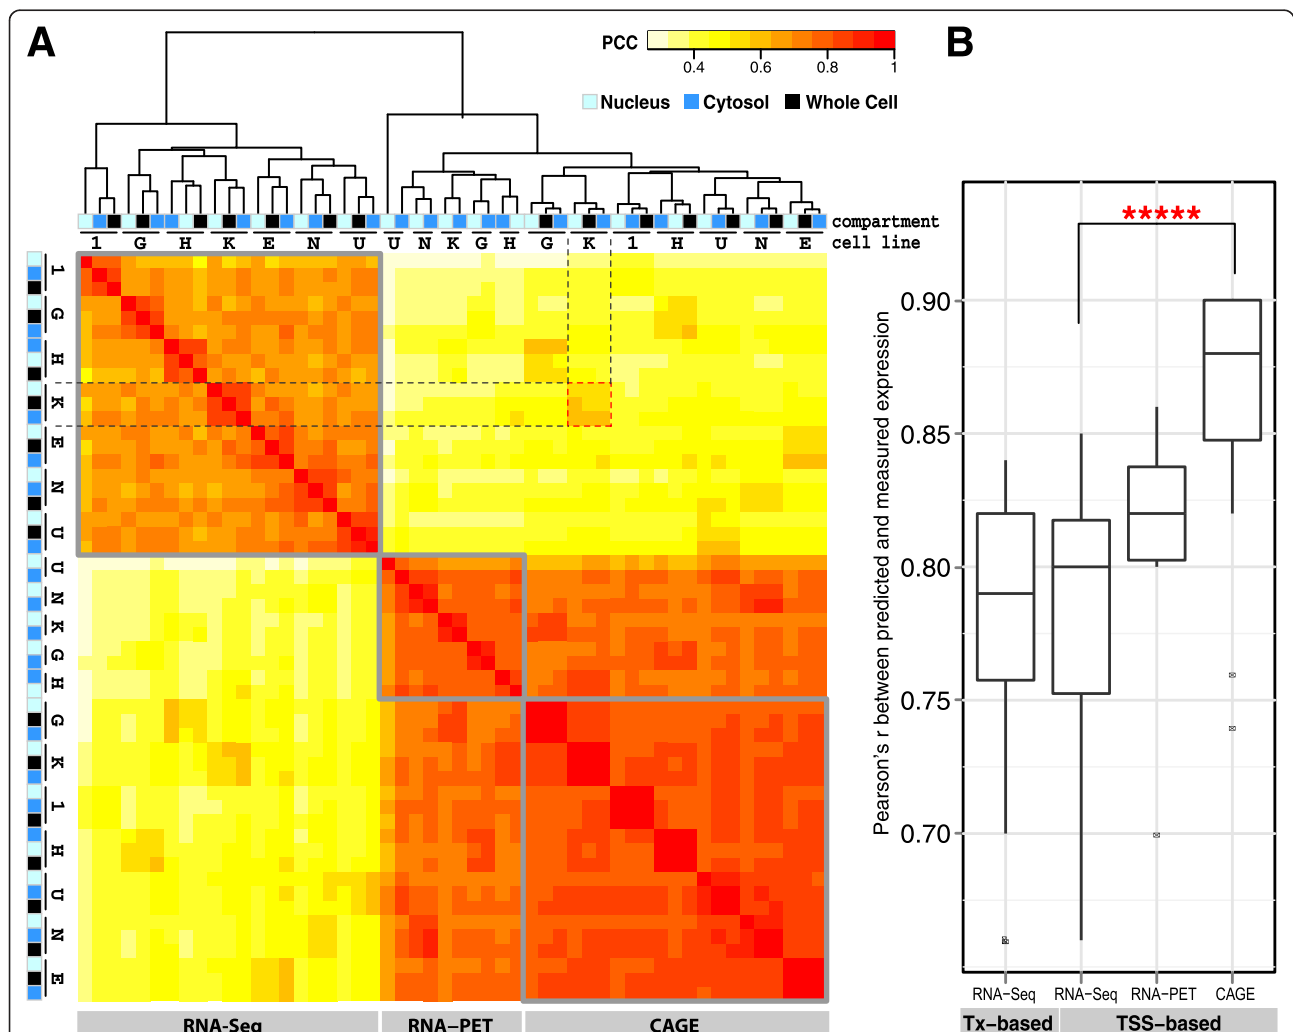 A
B
PCC
0.4 0.6 0.8 1
Nucleus Cytosol Whole Cell
compartment
1 G H K E N U U N K G H G K 1 H U N E cell line
1
G
H
K
E
N
U
U
N
K
G
H
G
K
1
H
U
N
E
RNA-Seq RNA-PET CAGE
*****
Pearson's r between predicted and measured expression
0.90
0.85
0.80
0.75
0.70
RNA-Seq RNA-Seq RNA-PET CAGE
Tx-based TSS-based